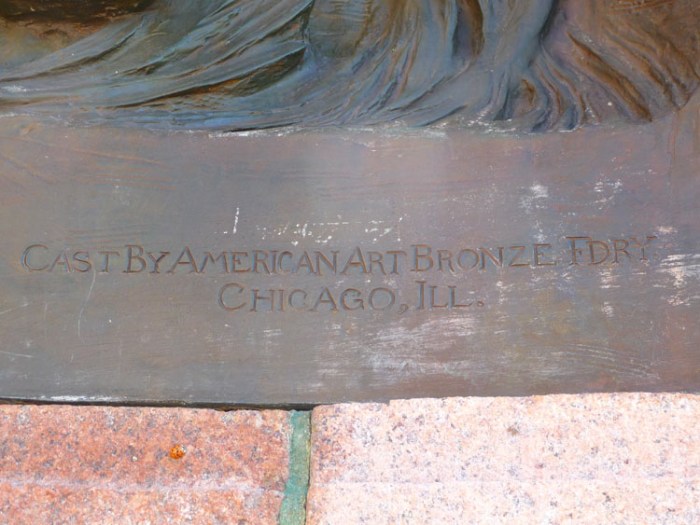 CAST BY AMERICAN ART BRONZE FDRY
CHICAGO, ILL.